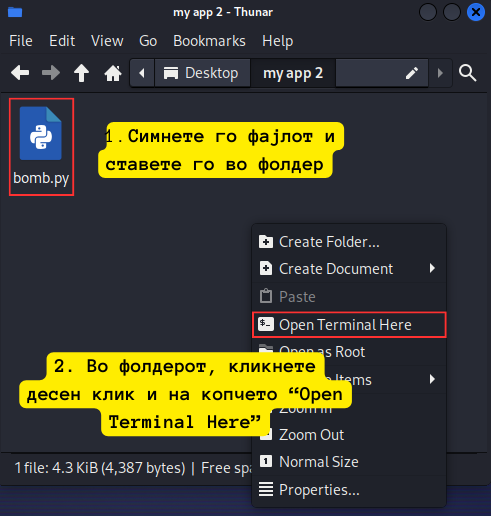 my app 2 - Thunar
File Edit View Go Bookmarks Help
Desktop my app 2
bomb.py
1. Симнете го фајлот и
ставете го во фолдер
Create Folder...
Create Document
Paste
$_ Open Terminal Here
Open as Root
2. Во фолдерот, кликнете
десен клик и на копчето “Open
Terminal Here”
Items
Zoom In
Zoom Out
1 Normal Size
Properties...
1 file: 4.3 KiB (4,387 bytes) | Free spa